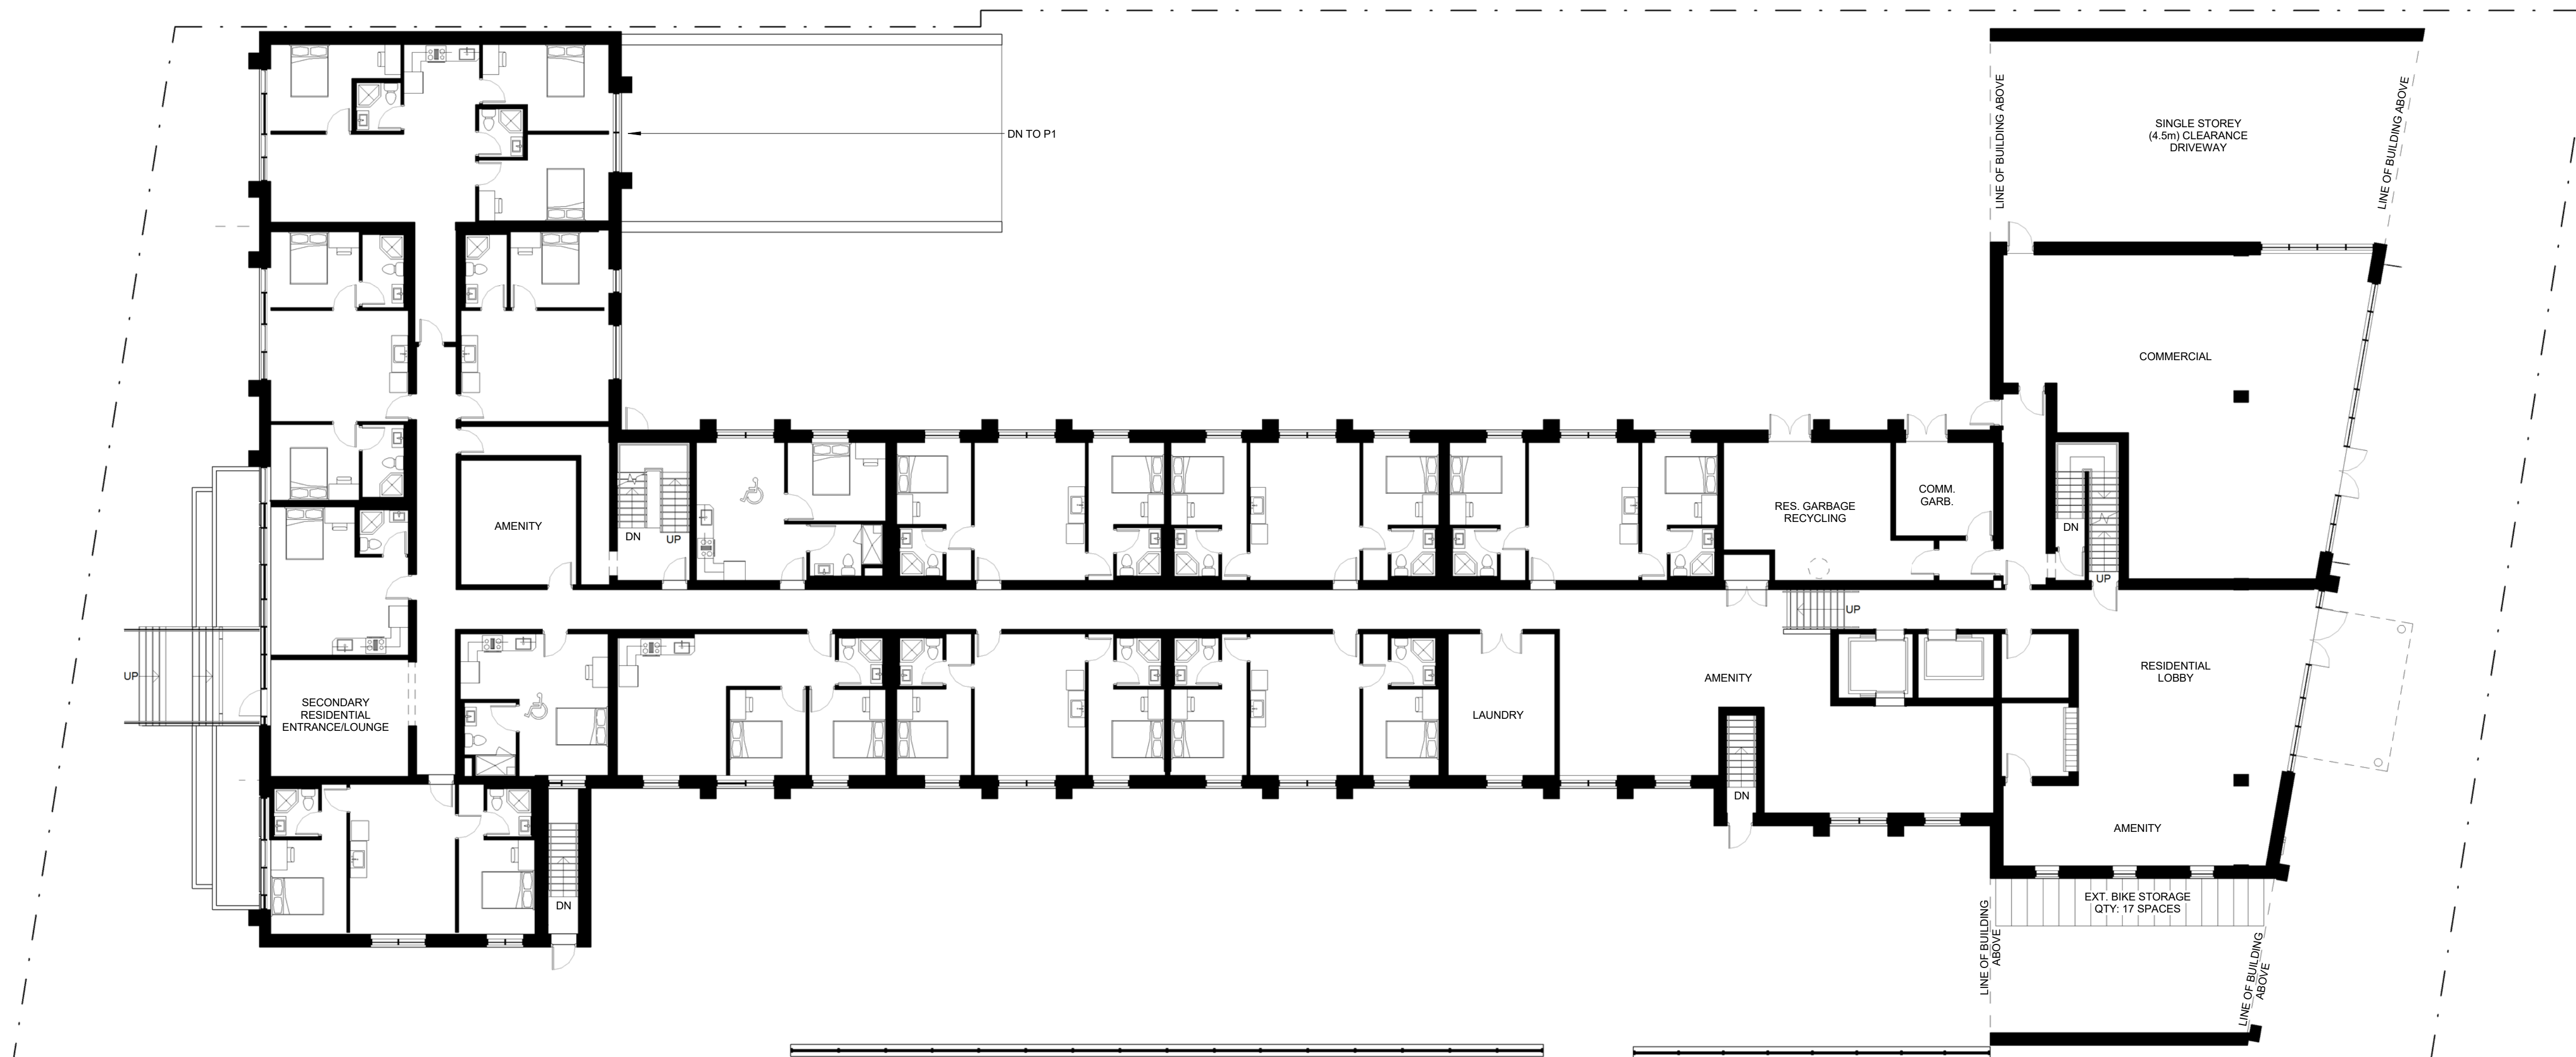 LINE OF BUILDING ABOVE
LINE OF BUILDING ABOVE
SINGLE STOREY
(4.5m) CLEARANCE
DRIVEWAY
DN TO P1
COMMERCIAL
AMENITY
DN
UP
RES. GARBAGE
RECYCLING
COMM.
GARB.
DN
UP
UP
UP
SECONDARY
RESIDENTIAL
ENTRANCE/LOUNGE
LAUNDRY
AMENITY
RESIDENTIAL
LOBBY
DN
AMENITY
DN
EXT. BIKE STORAGE
QTY: 17 SPACES
LINE OF BUILDING
ABOVE
LINE OF BUILDING
ABOVE